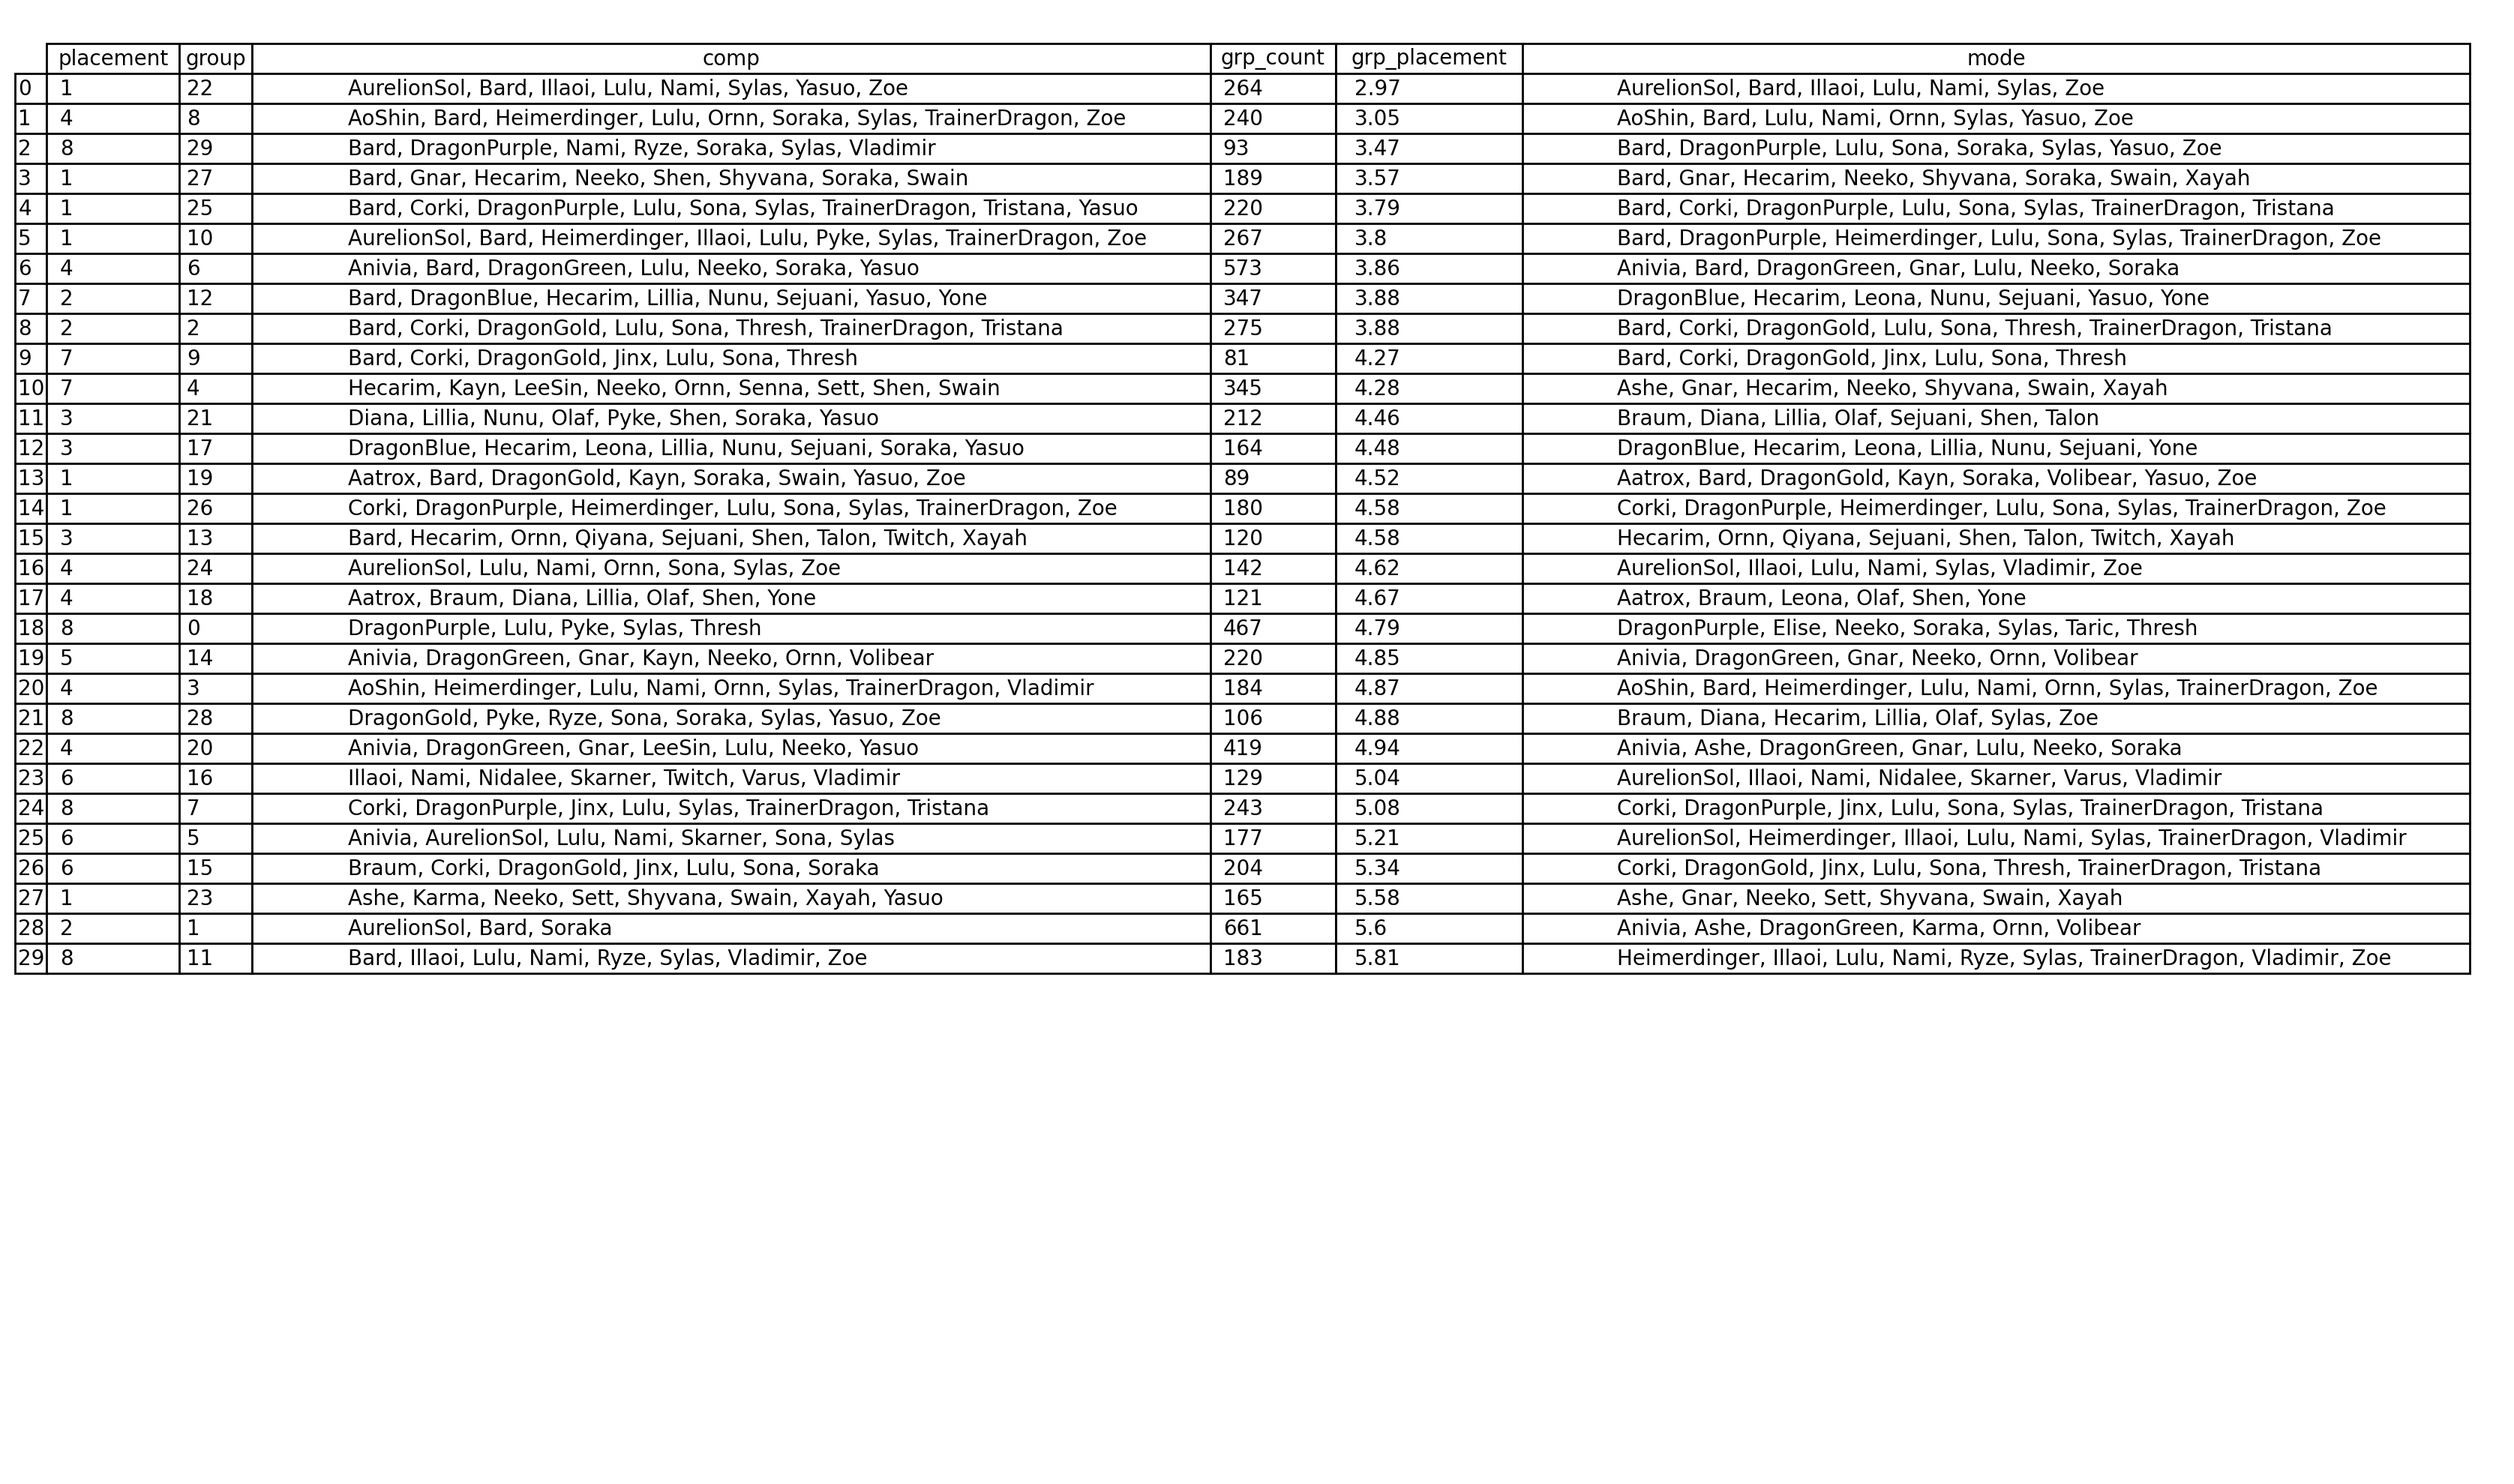 placement group comp grp_count grp_placement mode
0 1 22 AurelionSol, Bard, Illaoi, Lulu, Nami, Sylas, Yasuo, Zoe 264 2.97 AurelionSol, Bard, Illaoi, Lulu, Nami, Sylas, Zoe
1 4 8 AoShin, Bard, Heimerdinger, Lulu, Ornn, Soraka, Sylas, TrainerDragon, Zoe 240 3.05 AoShin, Bard, Lulu, Nami, Ornn, Sylas, Yasuo, Zoe
2 8 29 Bard, DragonPurple, Nami, Ryze, Soraka, Sylas, Vladimir 93 3.47 Bard, DragonPurple, Lulu, Sona, Soraka, Sylas, Yasuo, Zoe
3 1 27 Bard, Gnar, Hecarim, Neeko, Shen, Shyvana, Soraka, Swain 189 3.57 Bard, Gnar, Hecarim, Neeko, Shyvana, Soraka, Swain, Xayah
4 1 25 Bard, Corki, DragonPurple, Lulu, Sona, Sylas, TrainerDragon, Tristana, Yasuo 220 3.79 Bard, Corki, DragonPurple, Lulu, Sona, Sylas, TrainerDragon, Tristana
5 1 10 AurelionSol, Bard, Heimerdinger, Illaoi, Lulu, Pyke, Sylas, TrainerDragon, Zoe 267 3.8 Bard, DragonPurple, Heimerdinger, Lulu, Sona, Sylas, TrainerDragon, Zoe
6 4 6 Anivia, Bard, DragonGreen, Lulu, Neeko, Soraka, Yasuo 573 3.86 Anivia, Bard, DragonGreen, Gnar, Lulu, Neeko, Soraka
7 2 12 Bard, DragonBlue, Hecarim, Lillia, Nunu, Sejuani, Yasuo, Yone 347 3.88 DragonBlue, Hecarim, Leona, Nunu, Sejuani, Yasuo, Yone
8 2 2 Bard, Corki, DragonGold, Lulu, Sona, Thresh, TrainerDragon, Tristana 275 3.88 Bard, Corki, DragonGold, Lulu, Sona, Thresh, TrainerDragon, Tristana
9 7 9 Bard, Corki, DragonGold, Jinx, Lulu, Sona, Thresh 81 4.27 Bard, Corki, DragonGold, Jinx, Lulu, Sona, Thresh
10 7 4 Hecarim, Kayn, LeeSin, Neeko, Ornn, Senna, Sett, Shen, Swain 345 4.28 Ashe, Gnar, Hecarim, Neeko, Shyvana, Swain, Xayah
11 3 21 Diana, Lillia, Nunu, Olaf, Pyke, Shen, Soraka, Yasuo 212 4.46 Braum, Diana, Lillia, Olaf, Sejuani, Shen, Talon
12 3 17 DragonBlue, Hecarim, Leona, Lillia, Nunu, Sejuani, Soraka, Yasuo 164 4.48 DragonBlue, Hecarim, Leona, Lillia, Nunu, Sejuani, Yone
13 1 19 Aatrox, Bard, DragonGold, Kayn, Soraka, Swain, Yasuo, Zoe 89 4.52 Aatrox, Bard, DragonGold, Kayn, Soraka, Volibear, Yasuo, Zoe
14 1 26 Corki, DragonPurple, Heimerdinger, Lulu, Sona, Sylas, TrainerDragon, Zoe 180 4.58 Corki, DragonPurple, Heimerdinger, Lulu, Sona, Sylas, TrainerDragon, Zoe
15 3 13 Bard, Hecarim, Ornn, Qiyana, Sejuani, Shen, Talon, Twitch, Xayah 120 4.58 Hecarim, Ornn, Qiyana, Sejuani, Shen, Talon, Twitch, Xayah
16 4 24 AurelionSol, Lulu, Nami, Ornn, Sona, Sylas, Zoe 142 4.62 AurelionSol, Illaoi, Lulu, Nami, Sylas, Vladimir, Zoe
17 4 18 Aatrox, Braum, Diana, Lillia, Olaf, Shen, Yone 121 4.67 Aatrox, Braum, Leona, Olaf, Shen, Yone
18 8 0 DragonPurple, Lulu, Pyke, Sylas, Thresh 467 4.79 DragonPurple, Elise, Neeko, Soraka, Sylas, Taric, Thresh
19 5 14 Anivia, DragonGreen, Gnar, Kayn, Neeko, Ornn, Volibear 220 4.85 Anivia, DragonGreen, Gnar, Neeko, Ornn, Volibear
20 4 3 AoShin, Heimerdinger, Lulu, Nami, Ornn, Sylas, TrainerDragon, Vladimir 184 4.87 AoShin, Bard, Heimerdinger, Lulu, Nami, Ornn, Sylas, TrainerDragon, Zoe
21 8 28 DragonGold, Pyke, Ryze, Sona, Soraka, Sylas, Yasuo, Zoe 106 4.88 Braum, Diana, Hecarim, Lillia, Olaf, Sylas, Zoe
22 4 20 Anivia, DragonGreen, Gnar, LeeSin, Lulu, Neeko, Yasuo 419 4.94 Anivia, Ashe, DragonGreen, Gnar, Lulu, Neeko, Soraka
23 6 16 Illaoi, Nami, Nidalee, Skarner, Twitch, Varus, Vladimir 129 5.04 AurelionSol, Illaoi, Nami, Nidalee, Skarner, Varus, Vladimir
24 8 7 Corki, DragonPurple, Jinx, Lulu, Sylas, TrainerDragon, Tristana 243 5.08 Corki, DragonPurple, Jinx, Lulu, Sona, Sylas, TrainerDragon, Tristana
25 6 5 Anivia, AurelionSol, Lulu, Nami, Skarner, Sona, Sylas 177 5.21 AurelionSol, Heimerdinger, Illaoi, Lulu, Nami, Sylas, TrainerDragon, Vladimir
26 6 15 Braum, Corki, DragonGold, Jinx, Lulu, Sona, Soraka 204 5.34 Corki, DragonGold, Jinx, Lulu, Sona, Thresh, TrainerDragon, Tristana
27 1 23 Ashe, Karma, Neeko, Sett, Shyvana, Swain, Xayah, Yasuo 165 5.58 Ashe, Gnar, Neeko, Sett, Shyvana, Swain, Xayah
28 2 1 AurelionSol, Bard, Soraka 661 5.6 Anivia, Ashe, DragonGreen, Karma, Ornn, Volibear
29 8 11 Bard, Illaoi, Lulu, Nami, Ryze, Sylas, Vladimir, Zoe 183 5.81 Heimerdinger, Illaoi, Lulu, Nami, Ryze, Sylas, TrainerDragon, Vladimir, Zoe